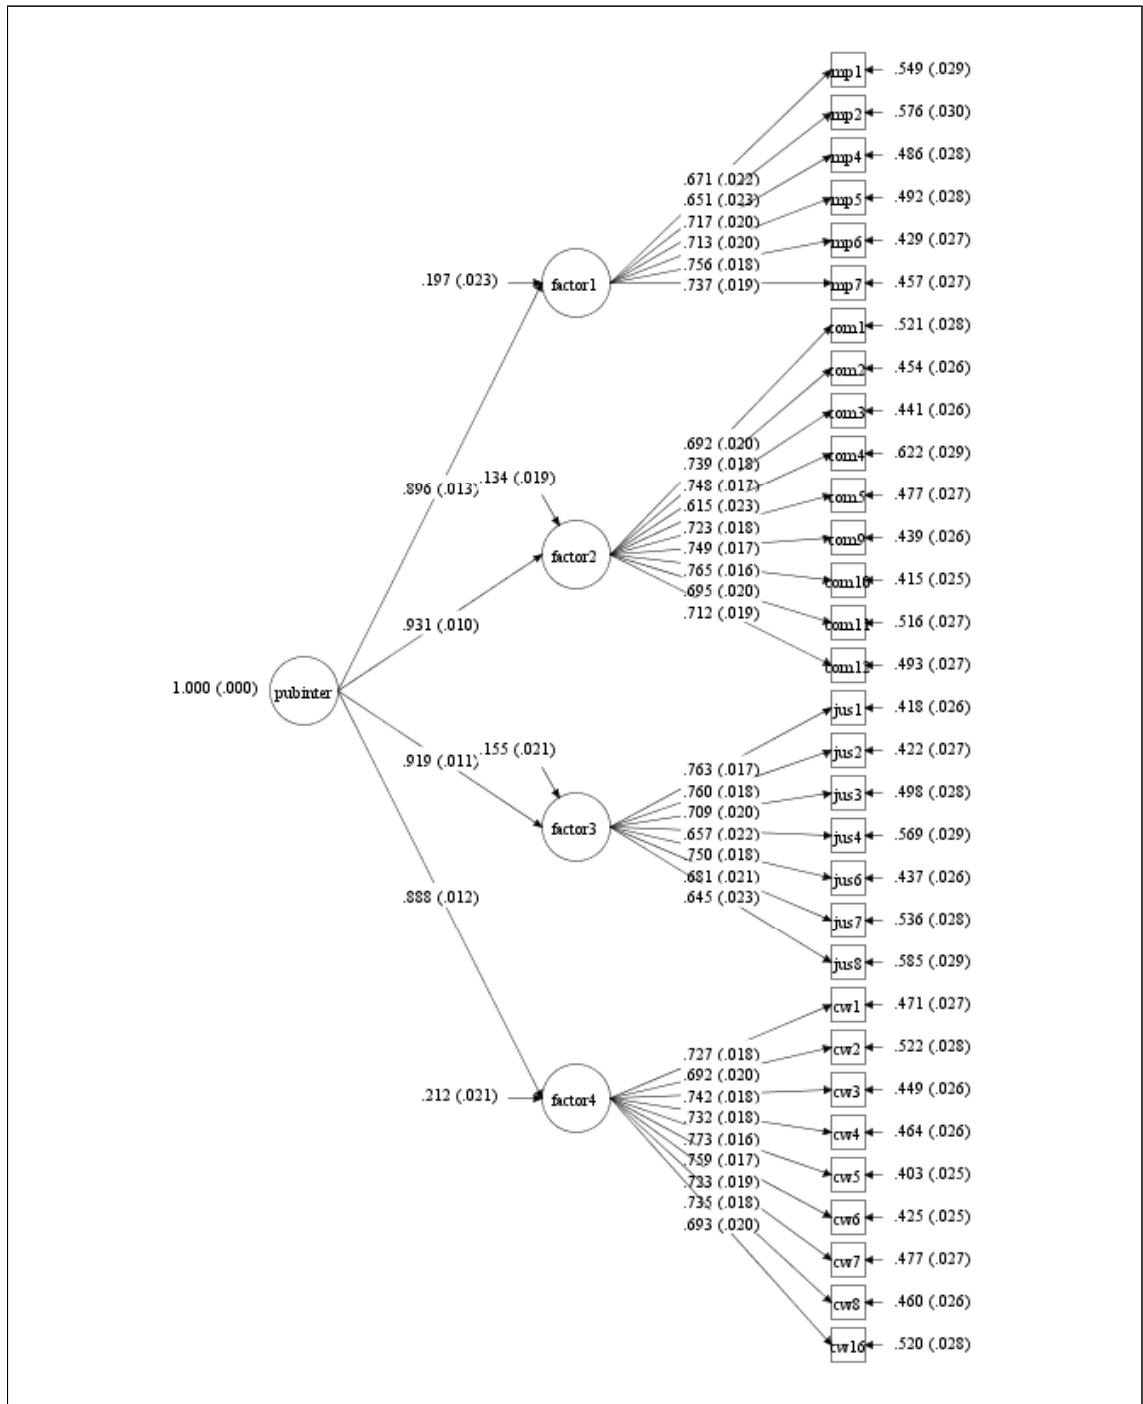 mp1 .549 (.029)
mp2 .576 (.030)
mp4 .486 (.028)
.671 (.022)
.651 (.023) mp5 .492 (.028)
.717 (.020)
.713 (.020) mp6 .429 (.027)
.756 (.018)
.197 (.023) factor1 .737 (.019) mp7 .457 (.027)
com1 .521 (.028)
com2 .454 (.026)
com3 .441 (.026)
.692 (.020) com4 .622 (.029)
.739 (.018)
.896 (.013) .134 (.019) .748 (.017) com5 .477 (.027)
.615 (.023)
.723 (.018) com9 .439 (.026)
factor2 .749 (.017)
.765 (.016) com10 .415 (.025)
.695 (.020)
.931 (.010) .712 (.019) com11 .516 (.027)
com12 .493 (.027)
1.000 (.000) pubinter
jus1 .418 (.026)
.919 (.011) .155 (.021) jus2 .422 (.027)
.763 (.017)
.760 (.018) jus3 .498 (.028)
.709 (.020)
factor3 .657 (.022) jus4 .569 (.029)
.750 (.018)
.681 (.021) jus6 .437 (.026)
.888 (.012) .645 (.023)
jus7 .536 (.028)
jus8 .585 (.029)
cw1 .471 (.027)
.727 (.018) cw2 .522 (.028)
.692 (.020)
.212 (.021) factor4 .742 (.018) cw3 .449 (.026)
.732 (.018) cw4 .464 (.026)
.773 (.016)
.759 (.017) cw5 .403 (.025)
.723 (.019)
.735 (.018) cw6 .425 (.025)
.693 (.020)
cw7 .477 (.027)
cw8 .460 (.026)
cw16 .520 (.028)